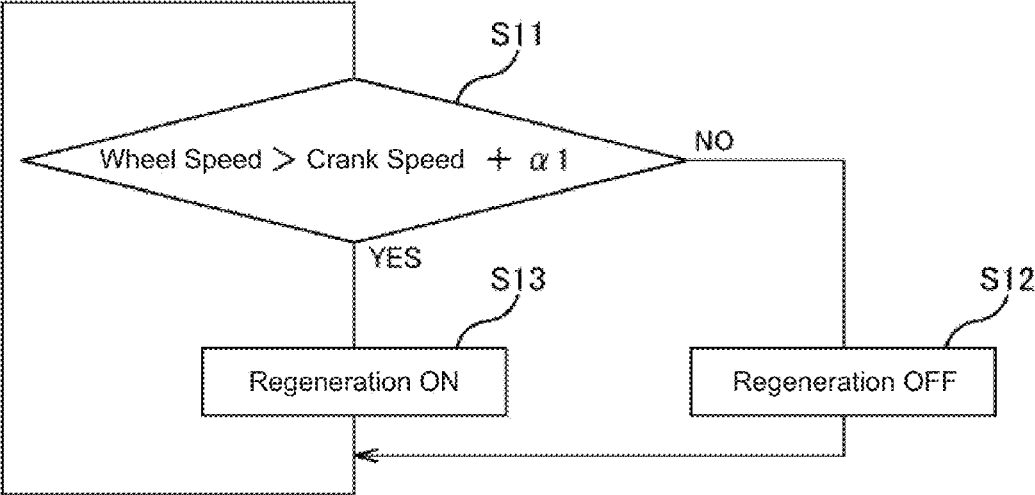 S11
Wheel Speed > Crank Speed + α1
NO
YES
S13
S12
Regeneration ON
Regeneration OFF